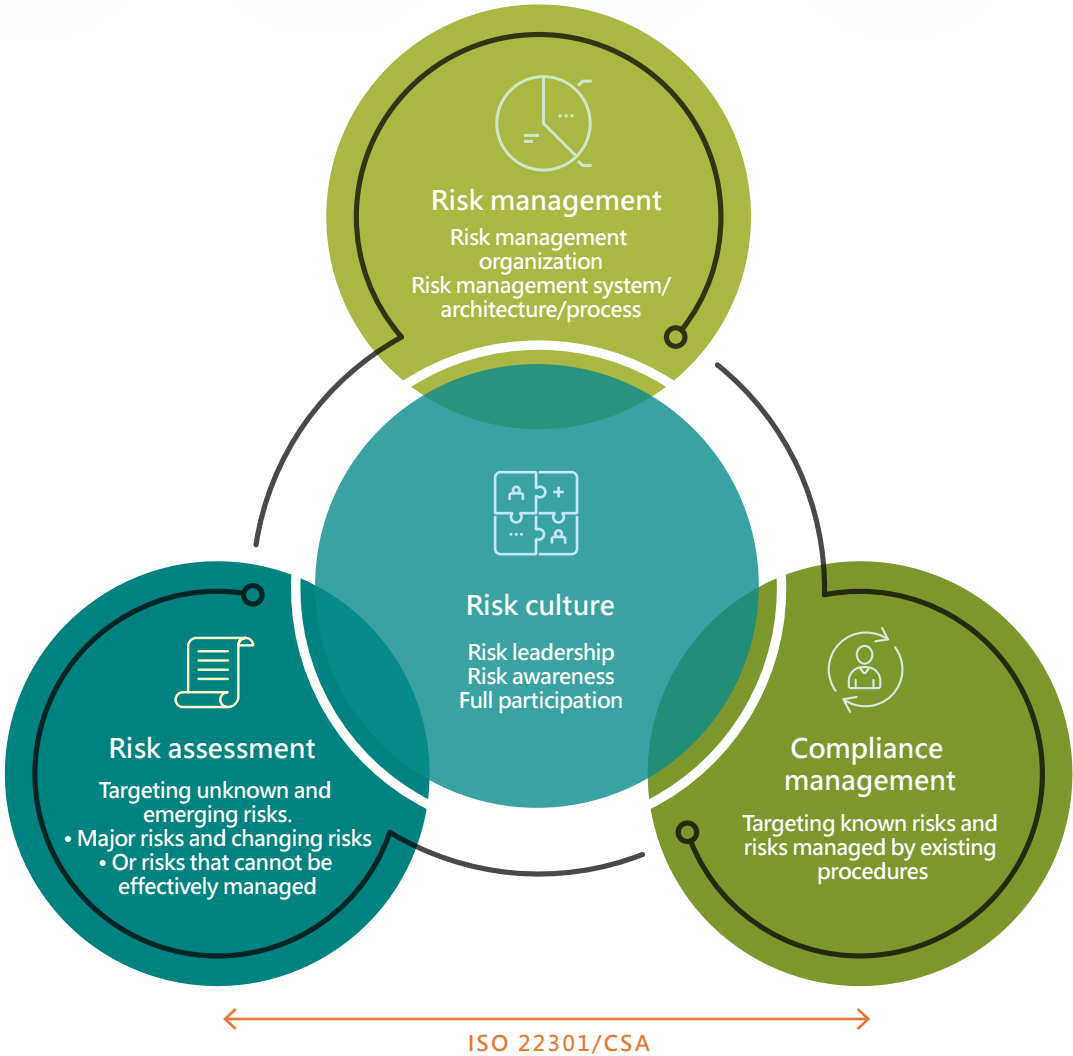 Risk management
Risk management
organization
Risk management system/
architecture/process
Risk culture
Risk leadership
Risk awareness
Full participation
Risk assessment
Targeting unknown and
emerging risks.
• Major risks and changing risks
• Or risks that cannot be
effectively managed
Compliance
management
Targeting known risks and
risks managed by existing
procedures
ISO 22301/CSA